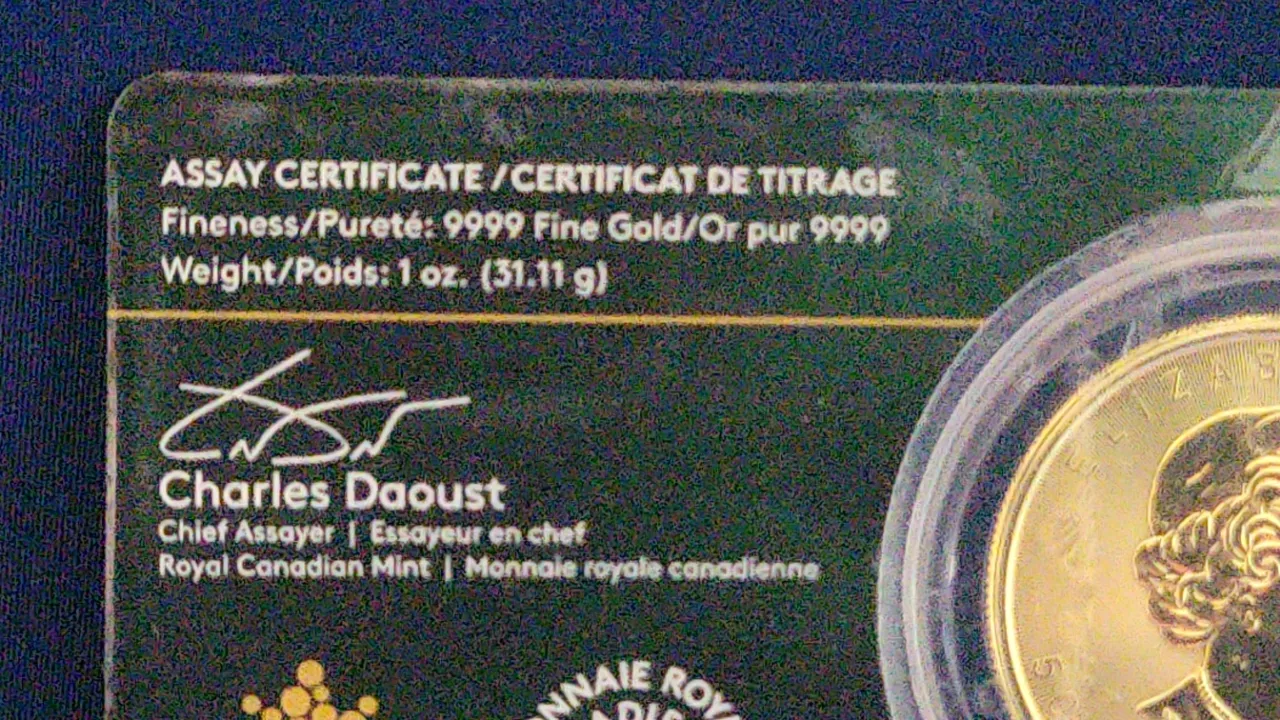 ASSAY CERTIFICATE / CERTIFICAT DE TITRAGE
Fineness/Pureté: 9999 Fine Gold/Or pur 9999
Weight/Poids: 1 oz. (31.11 g)
Charles Daoust
Chief Assayer | Essayeur en chef
Royal Canadian Mint | Monnaie royale canadienne